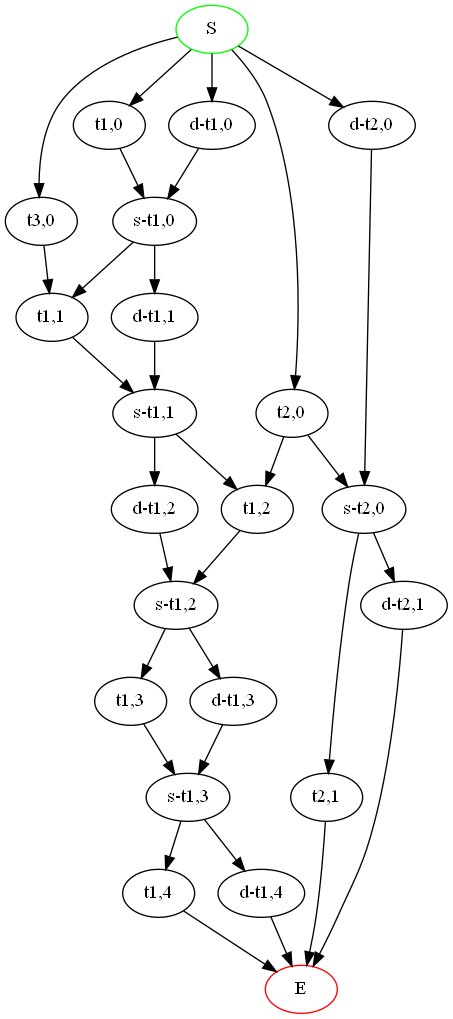 S
t1,0
d-t1,0
d-t2,0
t3,0
s-t1,0
t1,1
d-t1,1
s-t1,1
t2,0
d-t1,2
t1,2
s-t2,0
s-t1,2
d-t2,1
t1,3
d-t1,3
s-t1,3
t2,1
t1,4
d-t1,4
E